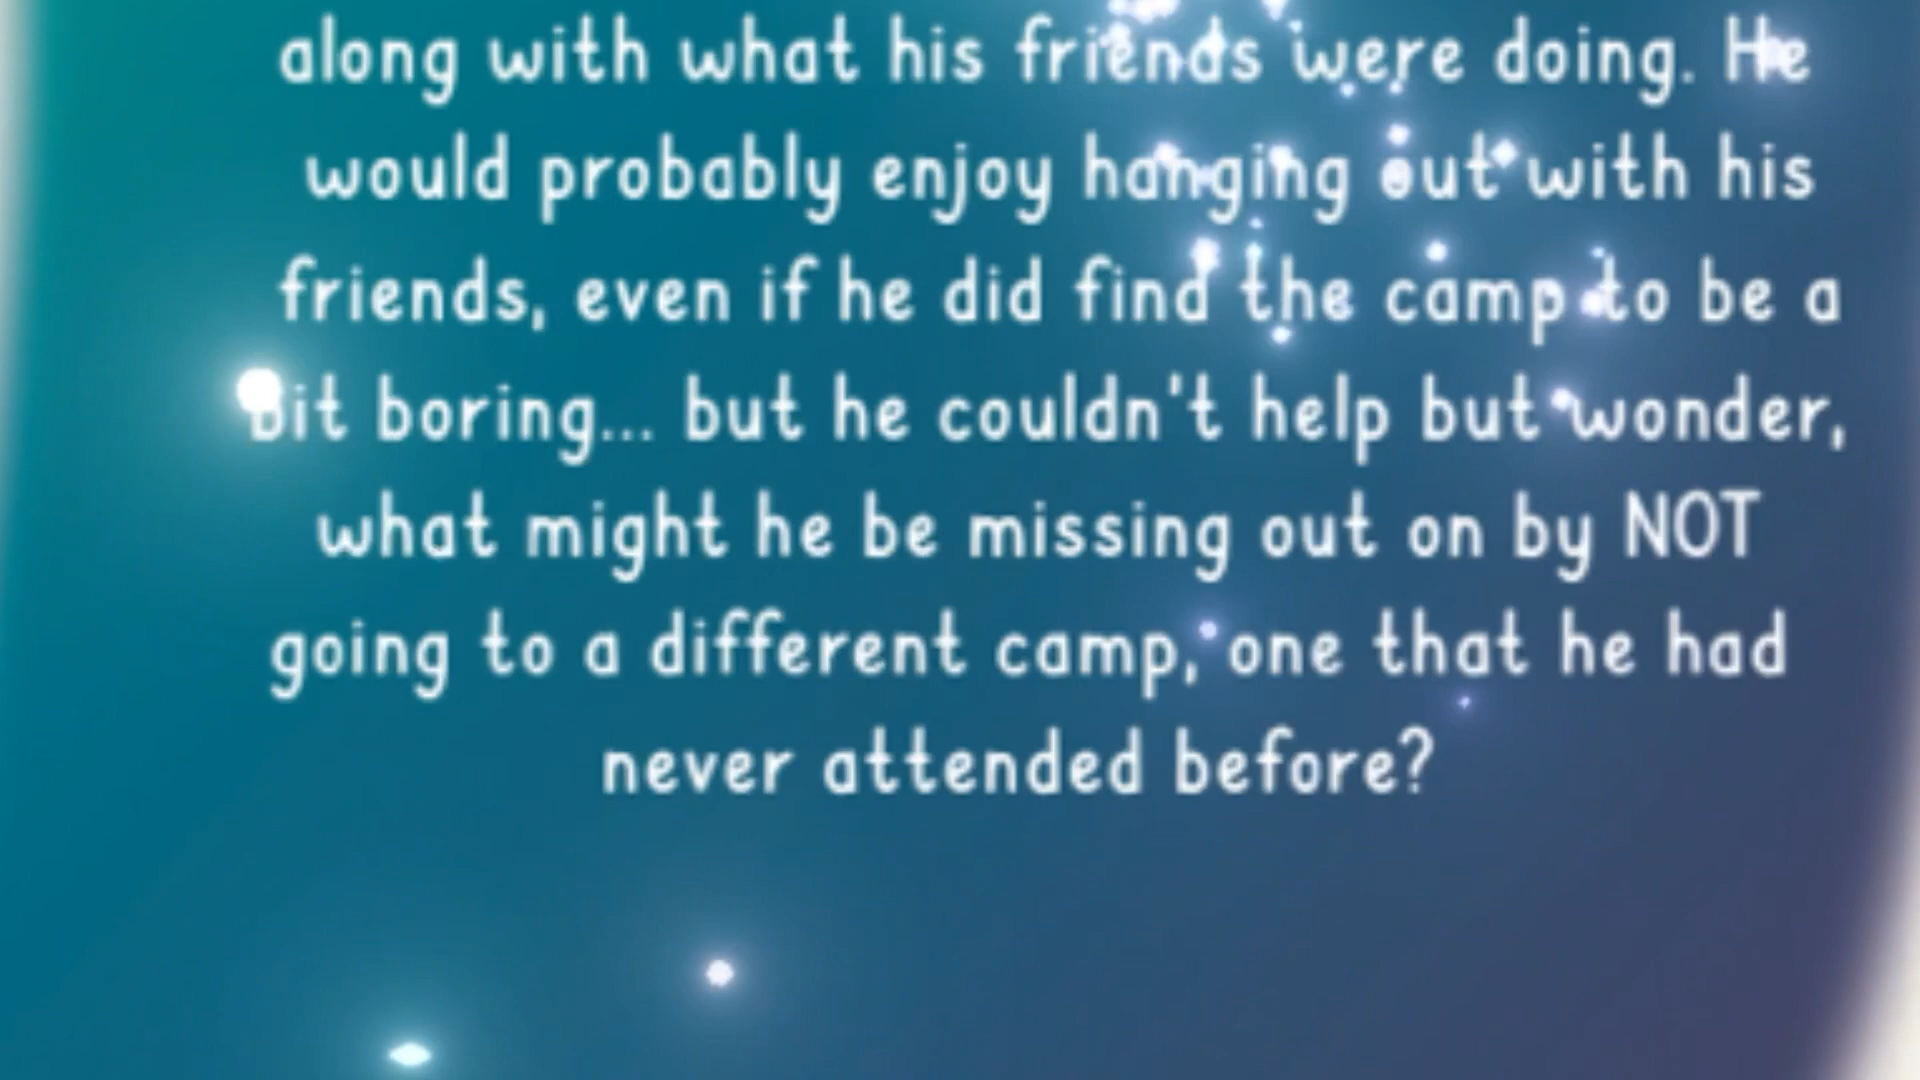 along with what his friends were doing. He
would probably enjoy hanging out with his
friends, even if he did find the camp to be a
bit boring... but he couldn't help but wonder,
what might he be missing out on by NOT
going to a different camp, one that he had
never attended before?